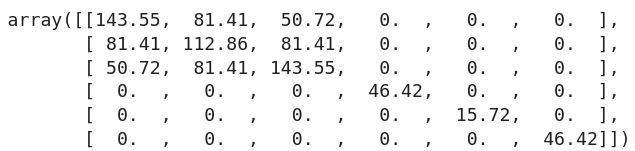 array([[143.55,  81.41,  50.72,   0.  ,   0.  ,   0.  ],
       [ 81.41, 112.86,  81.41,   0.  ,   0.  ,   0.  ],
       [ 50.72,  81.41, 143.55,   0.  ,   0.  ,   0.  ],
       [  0.  ,   0.  ,   0.  ,  46.42,   0.  ,   0.  ],
       [  0.  ,   0.  ,   0.  ,   0.  ,  15.72,   0.  ],
       [  0.  ,   0.  ,   0.  ,   0.  ,   0.  ,  46.42]])